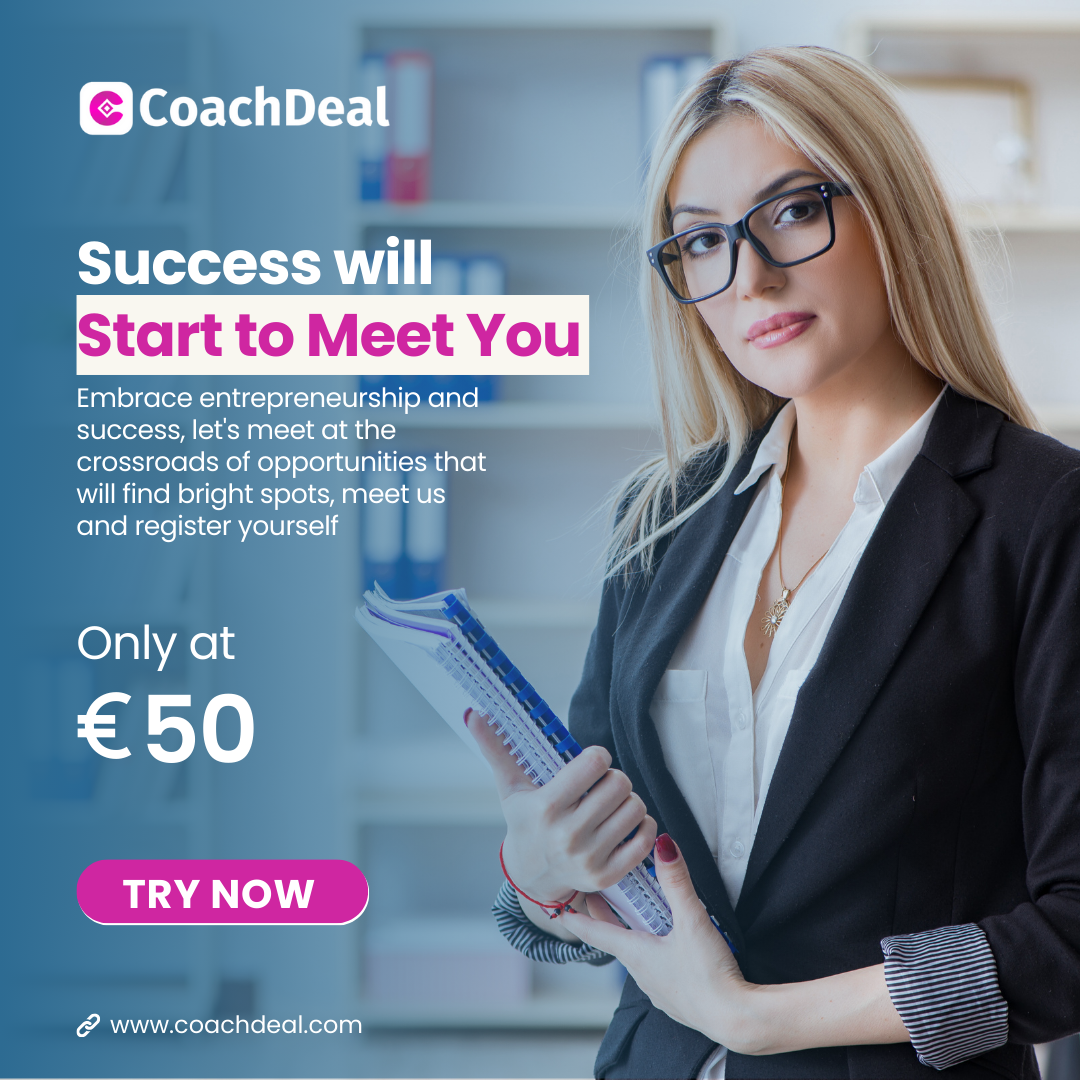 CoachDeal
Success will
Start to Meet You
Embrace entrepreneurship and
success, let's meet at the
crossroads of opportunities that
will find bright spots, meet us
and register yourself
Only at
€50
TRY NOW
www.coachdeal.com